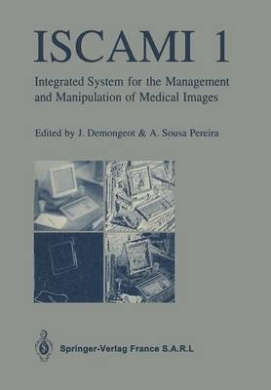 ISCAMI 1
Integrated System for the Management
and Manipulation of Medical Images
Edited by J. Demongeot & A. Sousa Pereira
Springer-Verlag France S.A.R.L